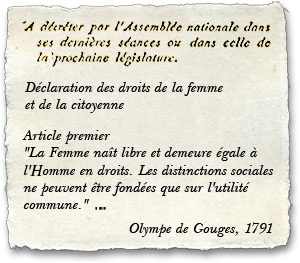 A décréter par l'Assemblée nationale dans
ses dernières séances ou dans celle de
la prochaine législature.
Déclaration des droits de la femme
et de la citoyenne
Article premier
"La Femme naît libre et demeure égale à
l'Homme en droits. Les distinctions sociales
ne peuvent être fondées que sur l'utilité
commune." ...
Olympe de Gouges, 1791